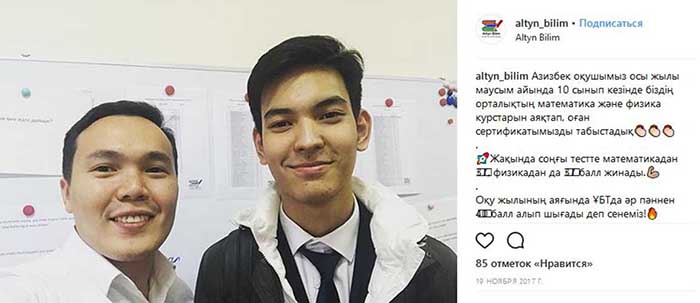 altyn_bilim • Подписаться
Altyn Bilim
altyn_bilim Азизбек оқушымыз осы жылы
маусым айында 10 сынып кезінде біздің
орталықтың математика және физика
курстарын аяқтап, оған
сертификатымызды табыстадық👏🏻👏🏻👏🏻
.
Жақында соңғы тестте математикадан
физикадан да балл жинады.💪🏽
.
Оқу жылының аяғында ҰБТда әр пәннен
балл алып шығады деп сенеміз!🔥
85 отметок «Нравится»
19 НОЯБРЯ 2017 Г.